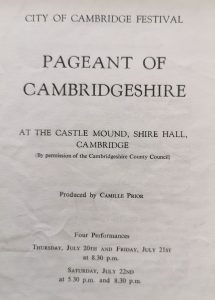 CITY OF CAMBRIDGE FESTIVAL
PAGEANT OF
CAMBRIDGESHIRE
AT THE CASTLE MOUND, SHIRE HALL,
CAMBRIDGE
(By permission of the Cambridgeshire County Council)
Produced by CAMILLE PRIOR
Four Performances
THURSDAY, JULY 20TH AND FRIDAY, JULY 21ST
at 8.30 p.m.
SATURDAY, JULY 22ND
at 5.30 p.m. and 8.30 p.m.